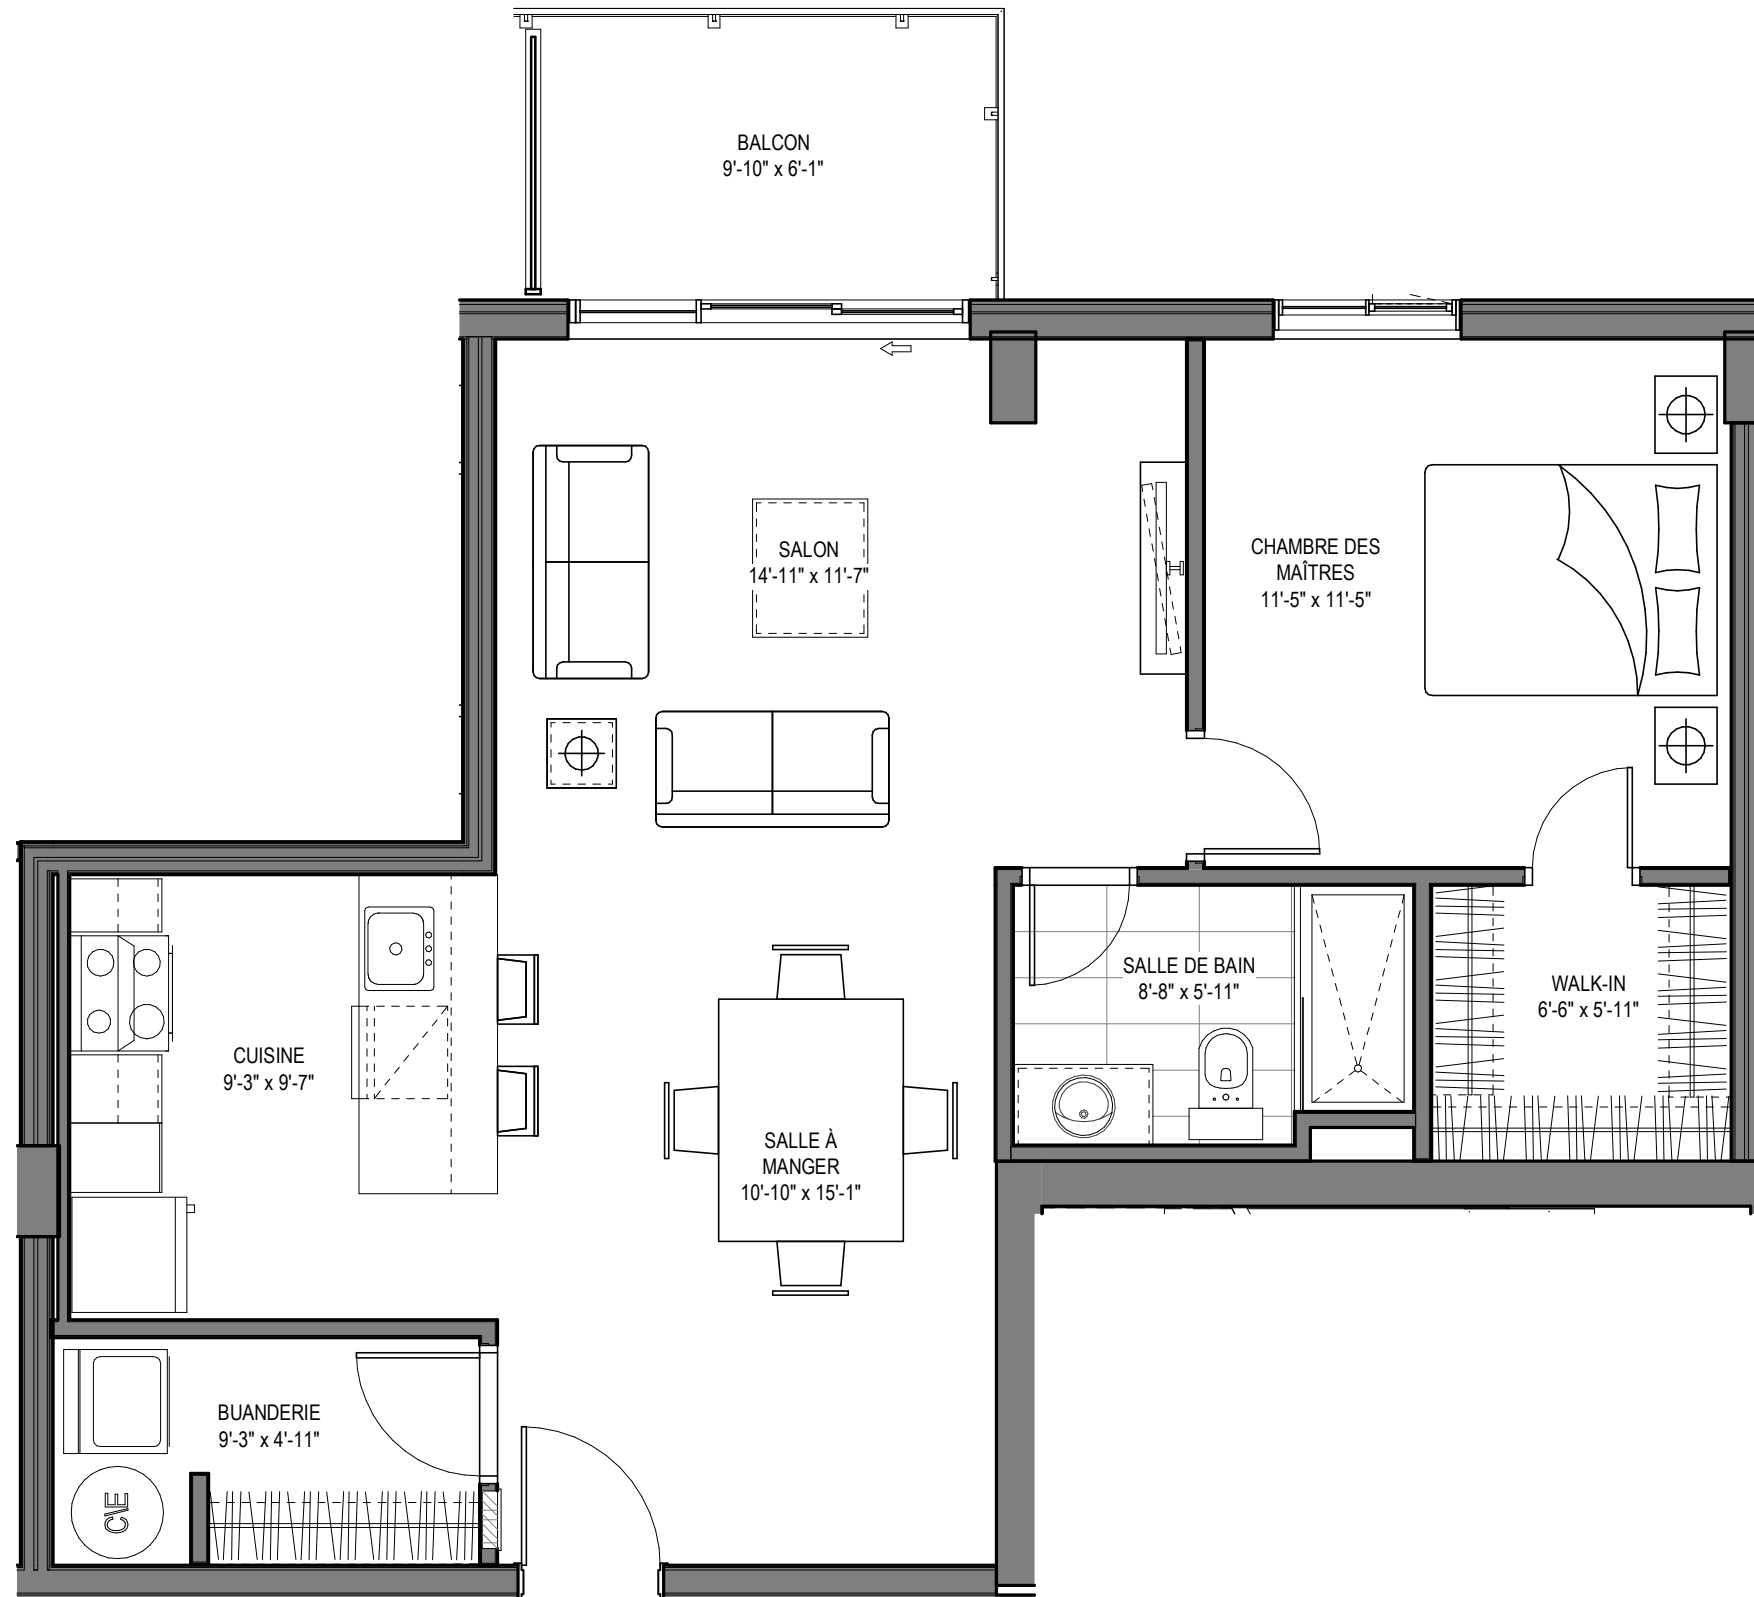 BALCON
9'-10" x 6'-1"
SALON
14'-11" x 11'-7"
CHAMBRE DES
MAÎTRES
11'-5" x 11'-5"
SALLE DE BAIN
8'-8" x 5'-11"
WALK-IN
6'-6" x 5'-11"
CUISINE
9'-3" x 9'-7"
SALLE À
MANGER
10'-10" x 15'-1"
BUANDERIE
9'-3" x 4'-11"
C\E